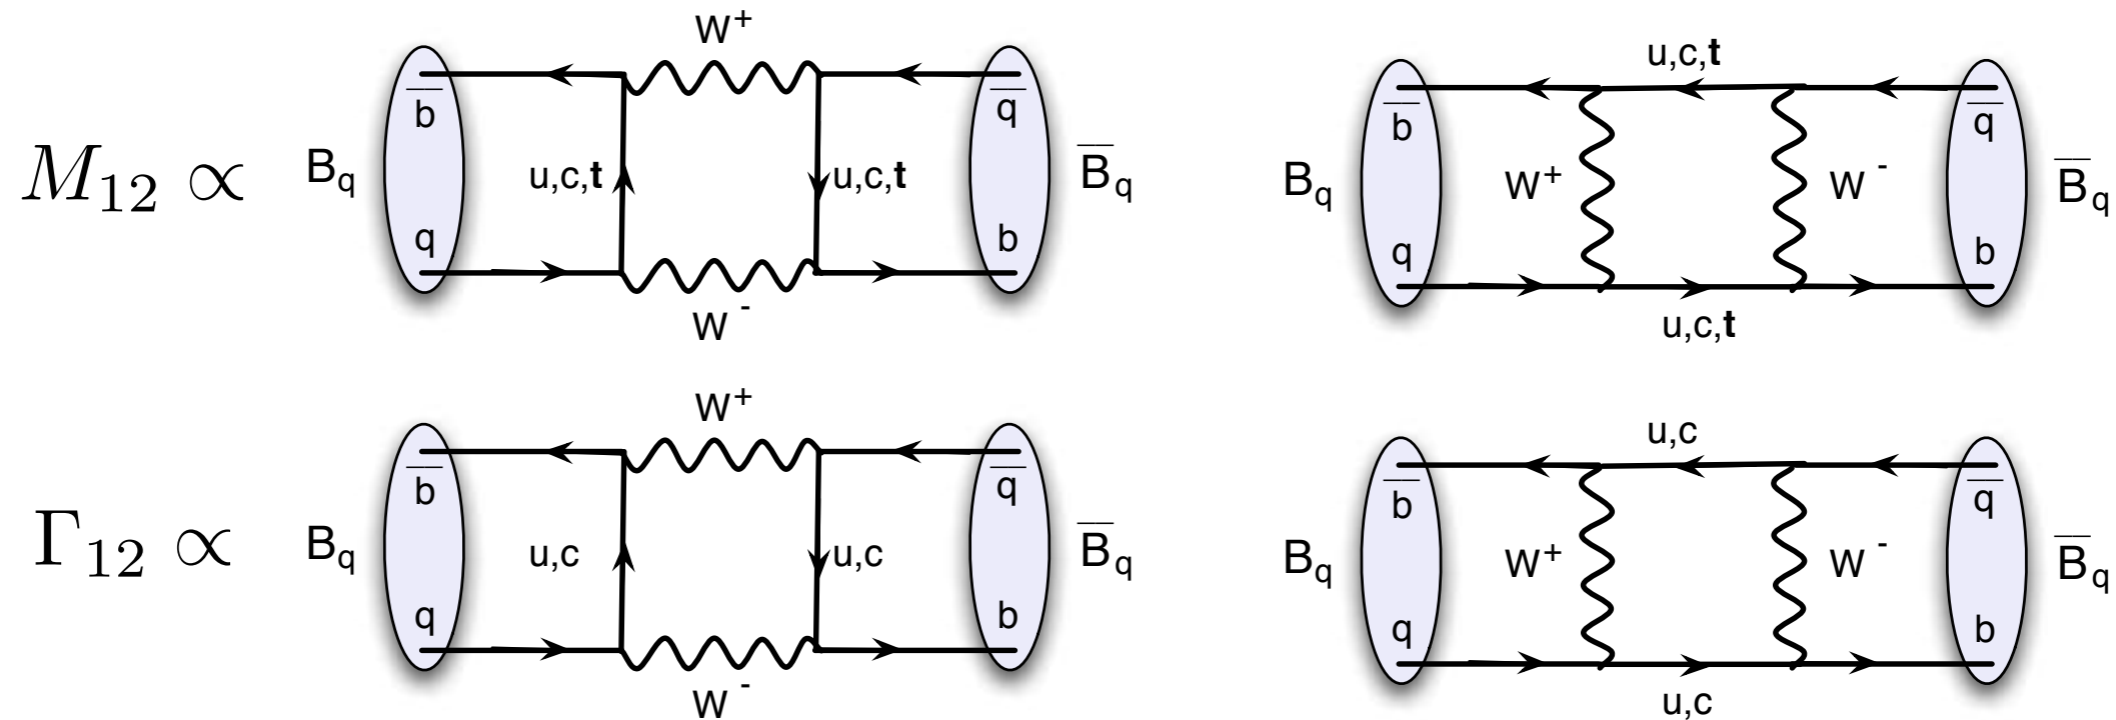 M₁₂ ∝
B_q
b̅
q
W⁺
u,c,t
u,c,t
W⁻
q̅
b
B̅_q
B_q
b̅
q
u,c,t
W⁺
W⁻
u,c,t
q̅
b
B̅_q
Γ₁₂ ∝
B_q
b̅
q
W⁺
u,c
u,c
W⁻
q̅
b
B̅_q
B_q
b̅
q
u,c
W⁺
W⁻
u,c
q̅
b
B̅_q